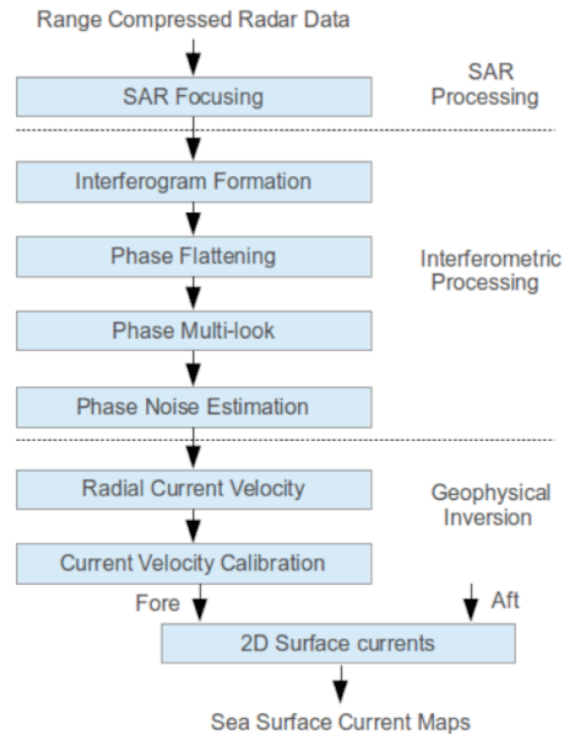 Range Compressed Radar Data
SAR Focusing
SAR
Processing
Interferogram Formation
Phase Flattening
Interferometric
Processing
Phase Multi-look
Phase Noise Estimation
Radial Current Velocity
Geophysical
Inversion
Current Velocity Calibration
Fore
Aft
2D Surface currents
Sea Surface Current Maps